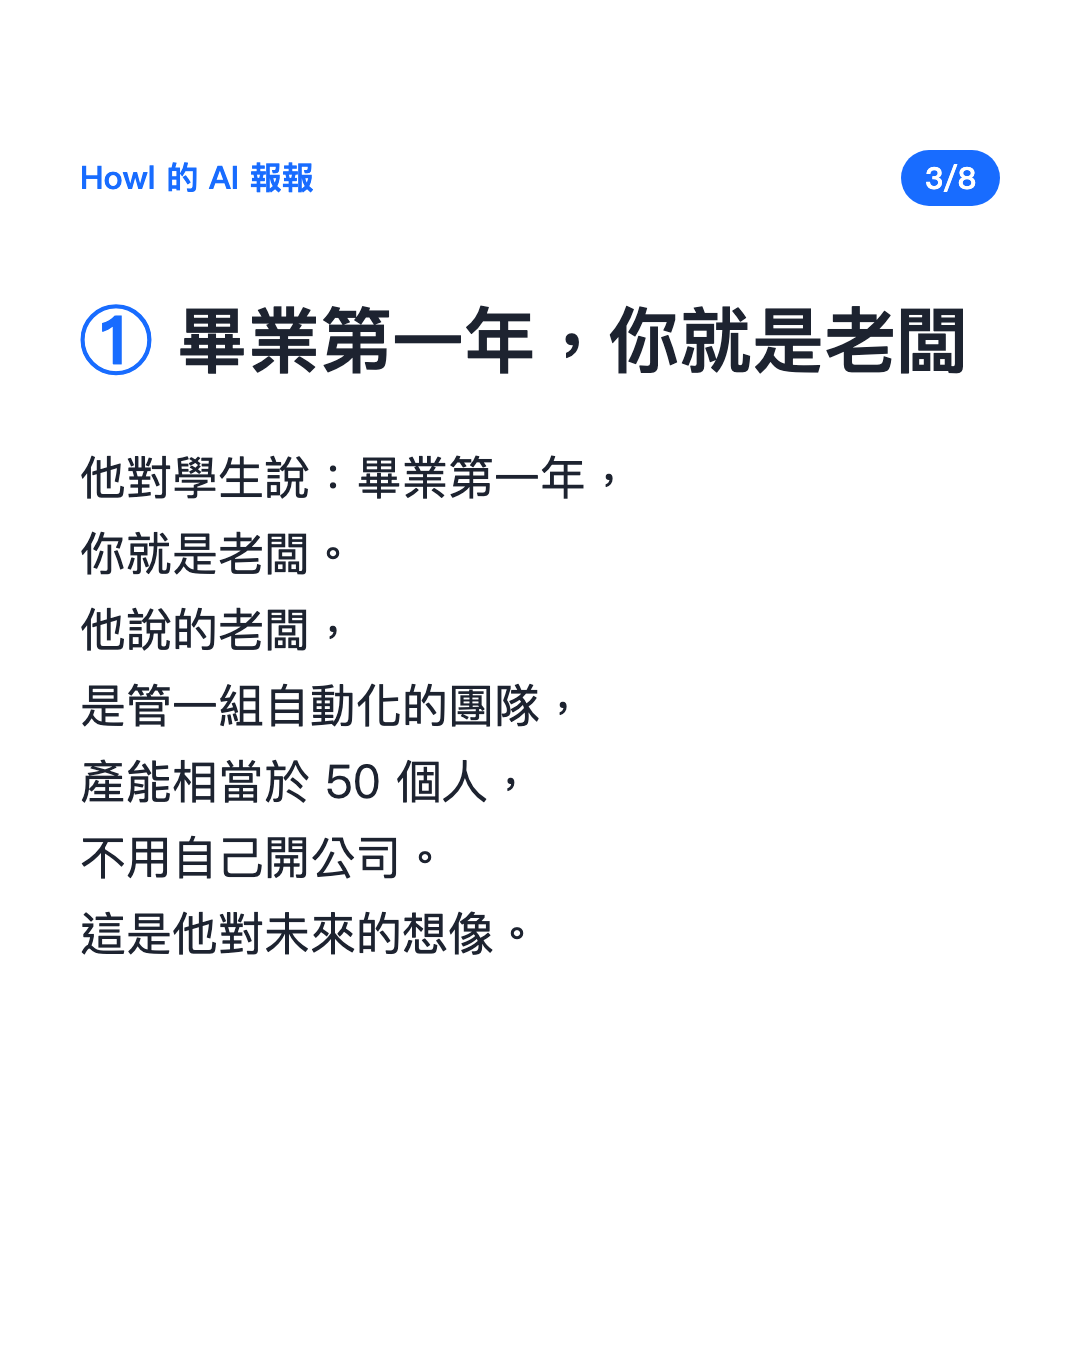 Howl 的 AI 報報
3/8
① 畢業第一年，你就是老闆
他對學生說：畢業第一年，
你就是老闆。
他說的老闆，
是管一組自動化的團隊，
產能相當於 50 個人，
不用自己開公司。
這是他對未來的想像。